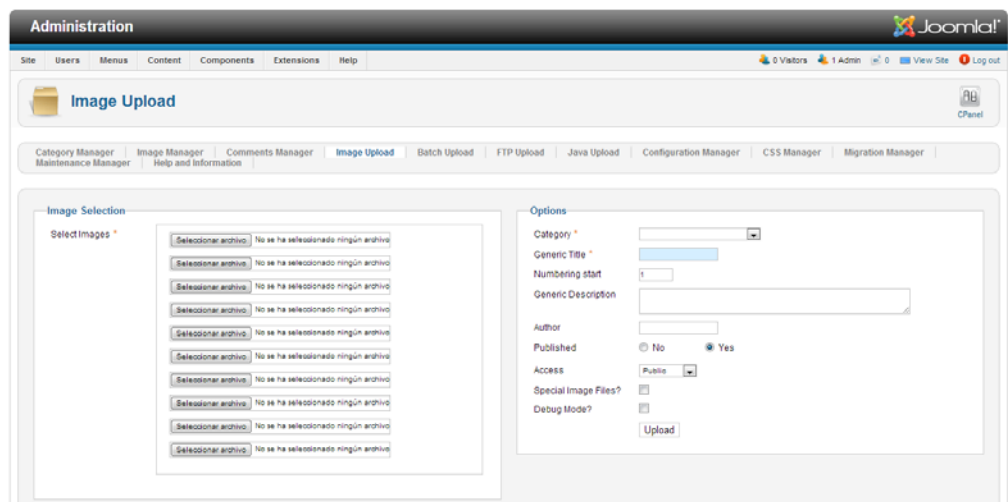 Administration
Joomla!
Site Users Menus Content Components Extensions Help
0 Visitors 1 Admin 0 View Site Log out
Image Upload
CPanel
Category Manager Image Manager Comments Manager Image Upload Batch Upload FTP Upload Java Upload Configuration Manager CSS Manager Migration Manager
Maintenance Manager Help and Information
Image Selection
Select Images *
Seleccionar archivo No se ha seleccionado ningún archivo
Seleccionar archivo No se ha seleccionado ningún archivo
Seleccionar archivo No se ha seleccionado ningún archivo
Seleccionar archivo No se ha seleccionado ningún archivo
Seleccionar archivo No se ha seleccionado ningún archivo
Seleccionar archivo No se ha seleccionado ningún archivo
Seleccionar archivo No se ha seleccionado ningún archivo
Seleccionar archivo No se ha seleccionado ningún archivo
Seleccionar archivo No se ha seleccionado ningún archivo
Seleccionar archivo No se ha seleccionado ningún archivo
Options
Category *
Generic Title *
Numbering start 1
Generic Description
Author
Published No Yes
Access Public
Special Image Files?
Debug Mode?
Upload